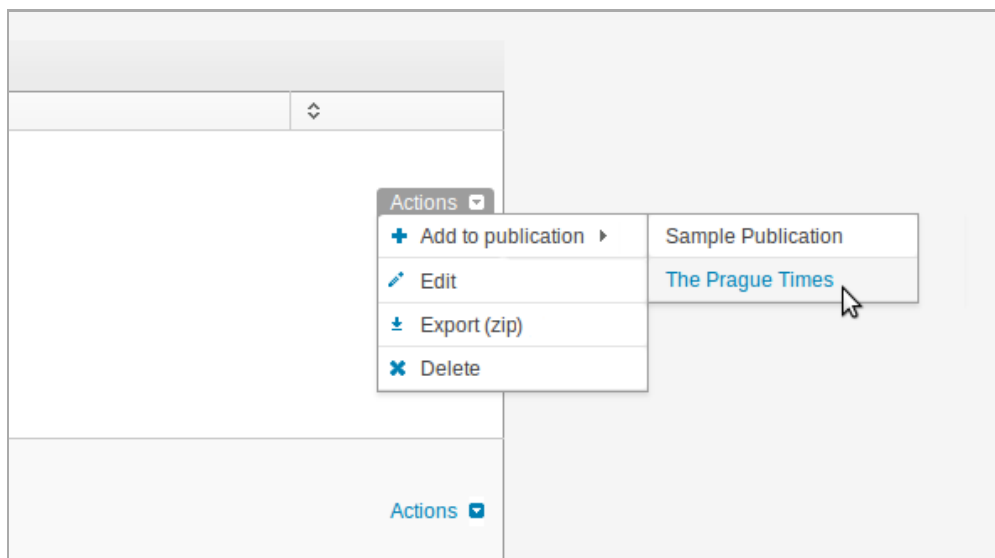 Actions
Add to publication
Sample Publication
Edit
The Prague Times
Export (zip)
Delete
Actions